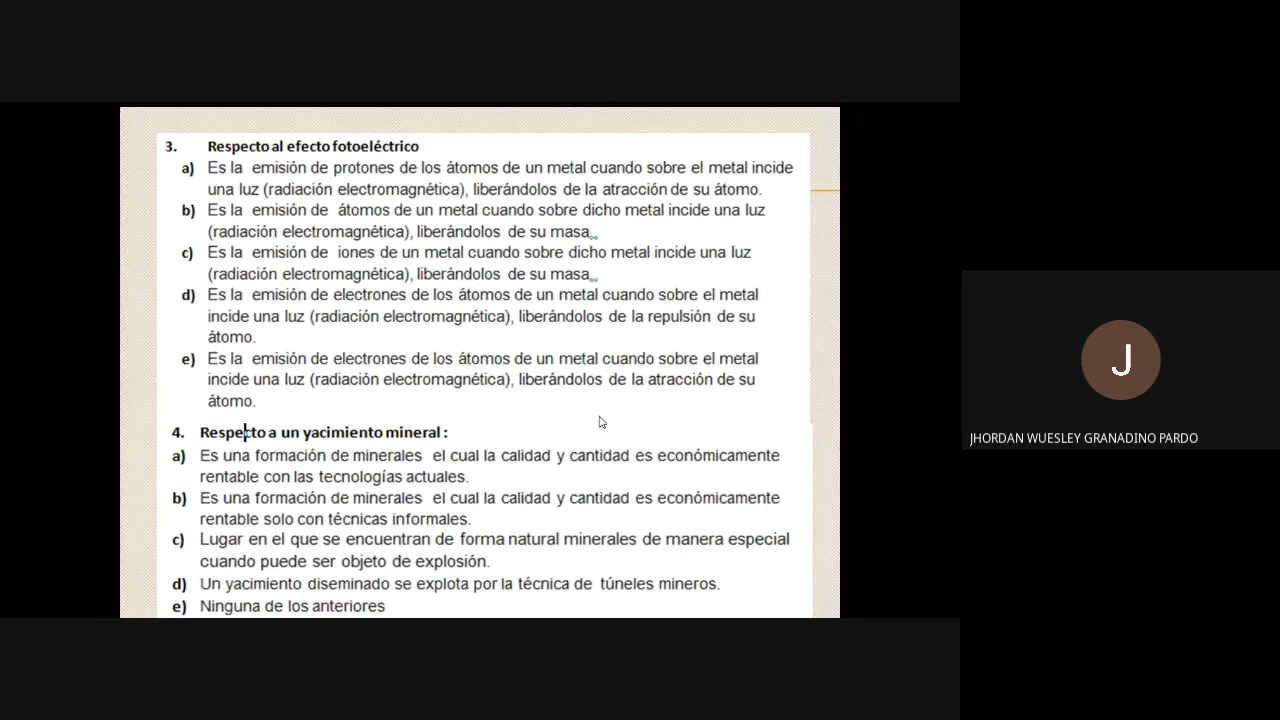 3. Respecto al efecto fotoeléctrico
a) Es la emisión de protones de los átomos de un metal cuando sobre el metal incide
una luz (radiación electromagnética), liberándolos de la atracción de su átomo.
b) Es la emisión de átomos de un metal cuando sobre dicho metal incide una luz
(radiación electromagnética), liberándolos de su masa..
c) Es la emisión de iones de un metal cuando sobre dicho metal incide una luz
(radiación electromagnética), liberándolos de su masa..
d) Es la emisión de electrones de los átomos de un metal cuando sobre el metal
incide una luz (radiación electromagnética), liberándolos de la repulsión de su
átomo.
e) Es la emisión de electrones de los átomos de un metal cuando sobre el metal
incide una luz (radiación electromagnética), liberándolos de la atracción de su
átomo.
4. Respecto a un yacimiento mineral :
a) Es una formación de minerales el cual la calidad y cantidad es económicamente
rentable con las tecnologías actuales.
b) Es una formación de minerales el cual la calidad y cantidad es económicamente
rentable solo con técnicas informales.
c) Lugar en el que se encuentran de forma natural minerales de manera especial
cuando puede ser objeto de explosión.
d) Un yacimiento diseminado se explota por la técnica de túneles mineros.
e) Ninguna de los anteriores
J
JHORDAN WUESLEY GRANADINO PARDO